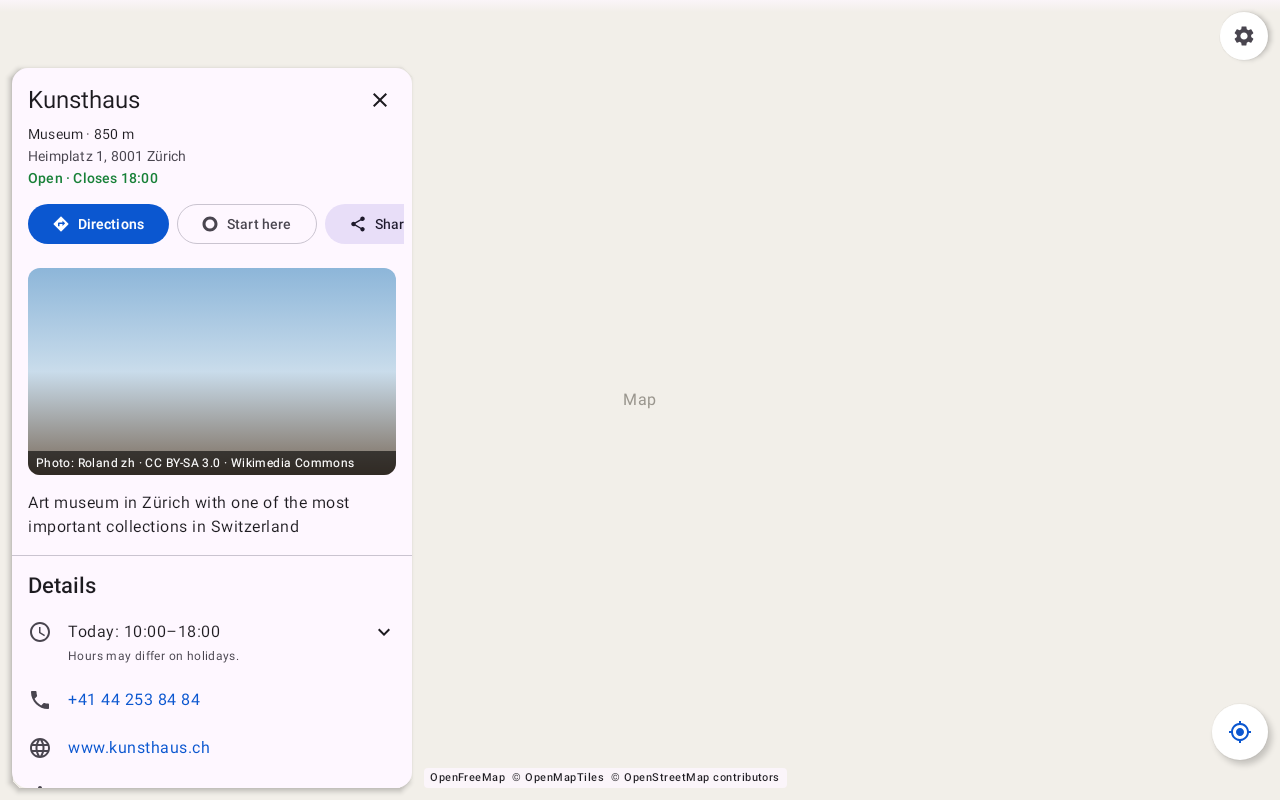 Kunsthaus
Museum · 850 m
Heimplatz 1, 8001 Zürich
Open · Closes 18:00
Directions
Start here
Shar
Photo: Roland zh · CC BY-SA 3.0 · Wikimedia Commons
Art museum in Zürich with one of the most
important collections in Switzerland
Details
Today: 10:00–18:00
Hours may differ on holidays.
+41 44 253 84 84
www.kunsthaus.ch
Map
OpenFreeMap © OpenMapTiles © OpenStreetMap contributors